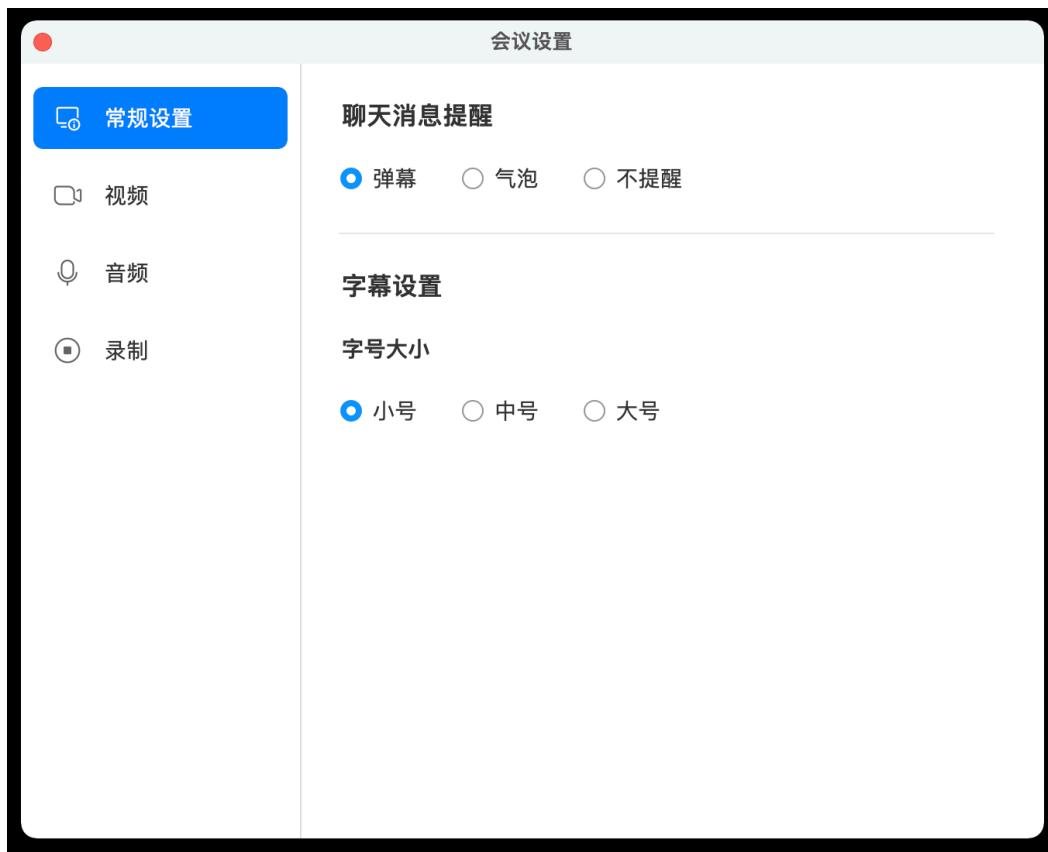 会议设置
常规设置
视频
音频
录制
聊天消息提醒
弹幕 气泡 不提醒
字幕设置
字号大小
小号 中号 大号